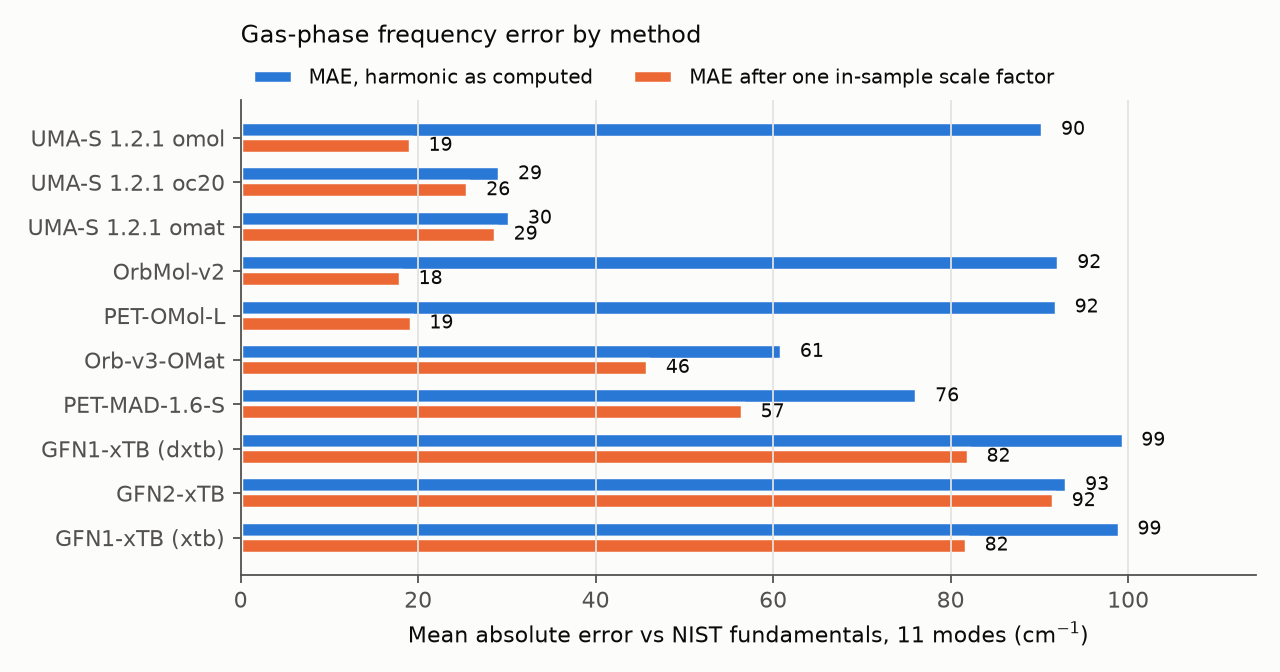 Gas-phase frequency error by method
MAE, harmonic as computed
MAE after one in-sample scale factor
UMA-S 1.2.1 omol
90
19
UMA-S 1.2.1 oc20
29
26
UMA-S 1.2.1 omat
30
29
OrbMol-v2
92
18
PET-OMol-L
92
19
Orb-v3-OMat
61
46
PET-MAD-1.6-S
76
57
GFN1-xTB (dxtb)
99
82
GFN2-xTB
93
92
GFN1-xTB (xtb)
99
82
0 20 40 60 80 100
Mean absolute error vs NIST fundamentals, 11 modes (cm⁻¹)